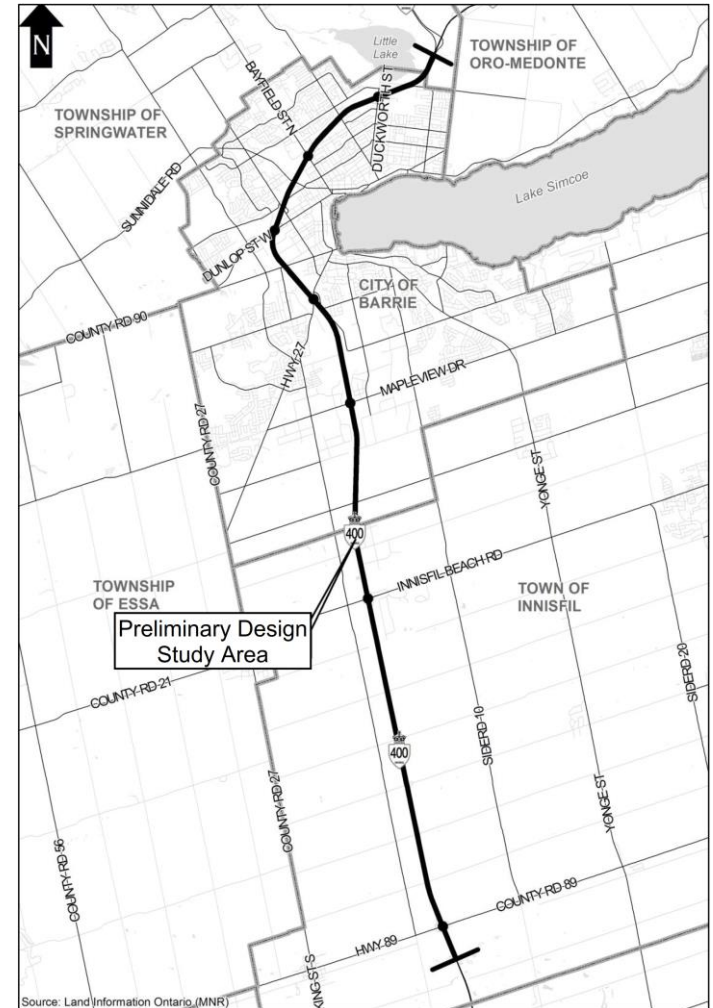 N
Little
Lake
TOWNSHIP OF
ORO-MEDONTE
TOWNSHIP OF
SPRINGWATER
BAYFIELD ST N
DUCKWORTH ST
SUNNIDALE RD
Lake Simcoe
DUNLOP ST W
CITY OF
BARRIE
COUNTY RD 90
HWY 27
MAPLEVIEW DR
COUNTY RD 27
YONGE ST
400
INNISFIL BEACH RD
TOWNSHIP
OF ESSA
TOWN OF
INNISFIL
Preliminary Design
Study Area
COUNTY RD 21
SIDERD 20
SIDERD 10
400
COUNTY RD 27
YONGE ST
COUNTY RD 56
COUNTY RD 89
HWY 89
KING ST S
Source: Land Information Ontario (MNR)